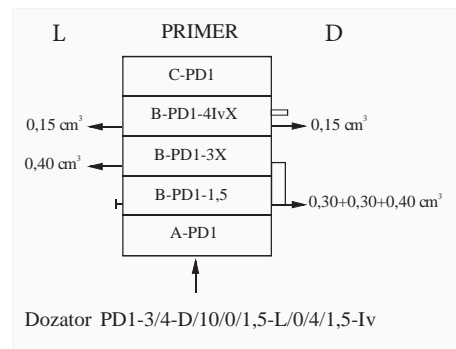 L PRIMER D
C-PD1
B-PD1-4IvX
0,15 cm³ 0,15 cm³
0,40 cm³ B-PD1-3X
B-PD1-1,5 0,30+0,30+0,40 cm³
A-PD1
Dozator PD1-3/4-D/10/0/1,5-L/0/4/1,5-Iv